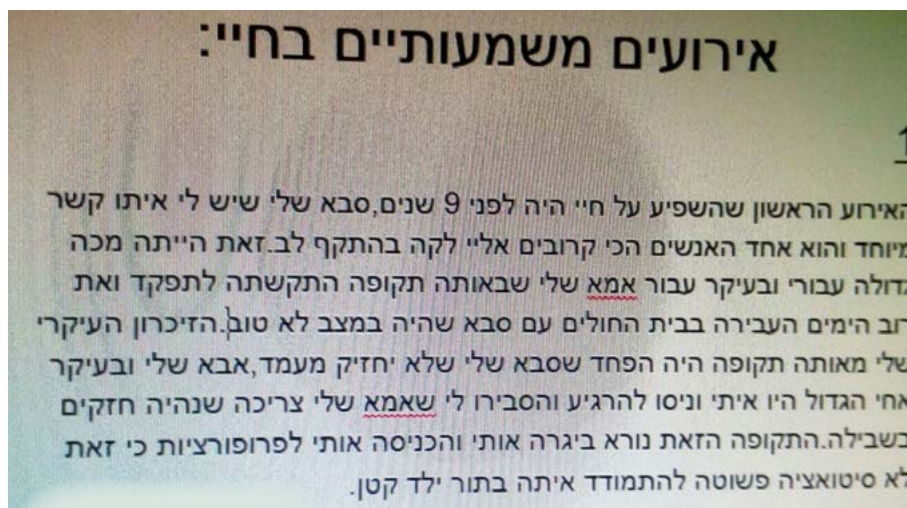 אירועים משמעותיים בחיי:
1
האירוע הראשון שהשפיע על חיי היה לפני 9 שנים,סבא שלי שיש לי איתו קשר
מיוחד והוא אחד האנשים הכי קרובים אליי לקה בהתקף לב.זאת הייתה מכה
גדולה עבורי ובעיקר עבור אמא שלי שבאותה תקופה התקשתה לתפקד ואת
רוב הימים העבירה בבית החולים עם סבא שהיה במצב לא טוב.הזיכרון העיקרי
שלי מאותה תקופה היה הפחד שסבא שלי שלא יחזיק מעמד,אבא שלי ובעיקר
אחי הגדול היו איתי וניסו להרגיע והסבירו לי שאמא שלי צריכה שנהיה חזקים
בשבילה.התקופה הזאת נורא ביגרה אותי והכניסה אותי לפרופורציות כי זאת
לא סיטואציה פשוטה להתמודד איתה בתור ילד קטן.